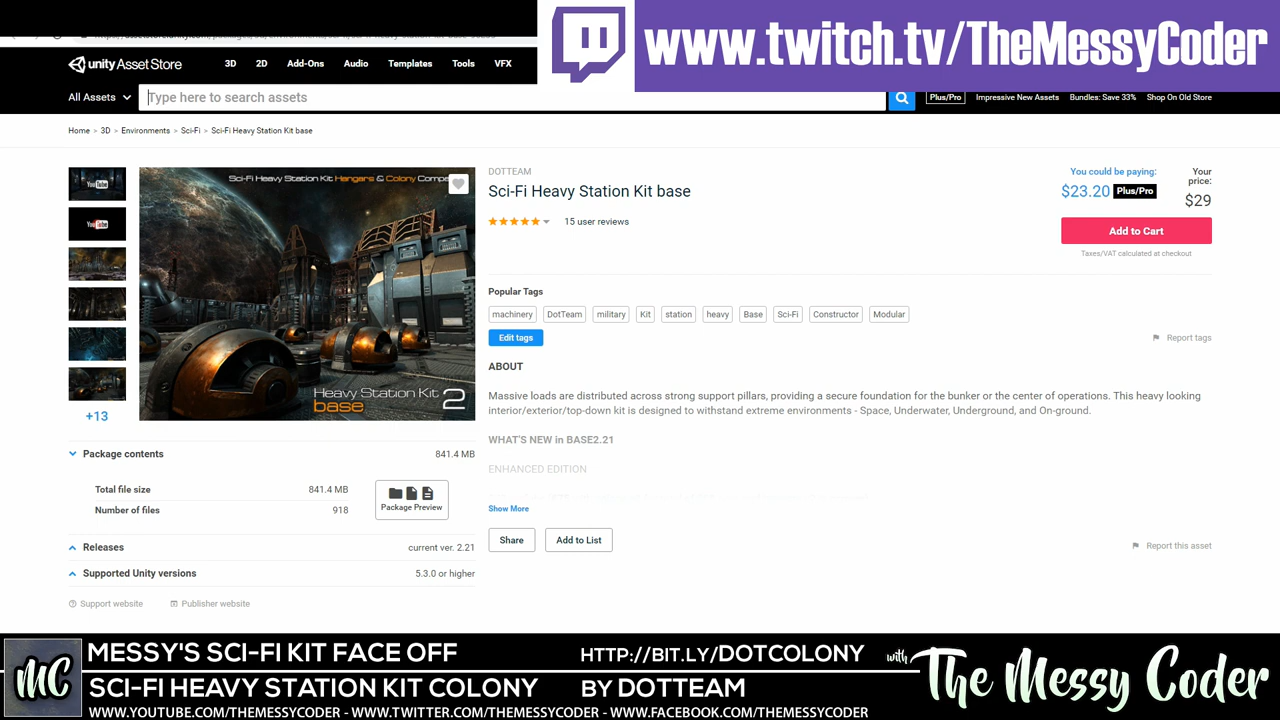 www.twitch.tv/TheMessyCoder
unity Asset Store
3D 2D Add-Ons Audio Templates Tools VFX
All Assets Type here to search assets Plus/Pro Impressive New Assets Bundles: Save 33% Shop On Old Store
Home > 3D > Environments > Sci-Fi > Sci-Fi Heavy Station Kit base
YouTube
YouTube
+13
Sci-Fi Heavy Station Kit Hangars & Colony
Heavy Station Kit
base 2
DOTTEAM
Sci-Fi Heavy Station Kit base
15 user reviews
You could be paying:
$23.20 Plus/Pro
Your
price:
$29
Add to Cart
Taxes/VAT calculated at checkout
Popular Tags
machinery DotTeam military Kit station heavy Base Sci-Fi Constructor Modular
Edit tags
Report tags
ABOUT
Massive loads are distributed across strong support pillars, providing a secure foundation for the bunker or the center of operations. This heavy looking
interior/exterior/top-down kit is designed to withstand extreme environments - Space, Underwater, Underground, and On-ground.
WHAT'S NEW in BASE2.21
ENHANCED EDITION
Show More
Share Add to List
Report this asset
Package contents 841.4 MB
Total file size 841.4 MB
Number of files 918
Package Preview
Releases current ver. 2.21
Supported Unity versions 5.3.0 or higher
Support website Publisher website
MC
MESSY'S SCI-FI KIT FACE OFF HTTP://BIT.LY/DOTCOLONY
SCI-FI HEAVY STATION KIT COLONY BY DOTTEAM
WWW.YOUTUBE.COM/THEMESSYCODER - WWW.TWITTER.COM/THEMESSYCODER - WWW.FACEBOOK.COM/THEMESSYCODER
with The Messy Coder